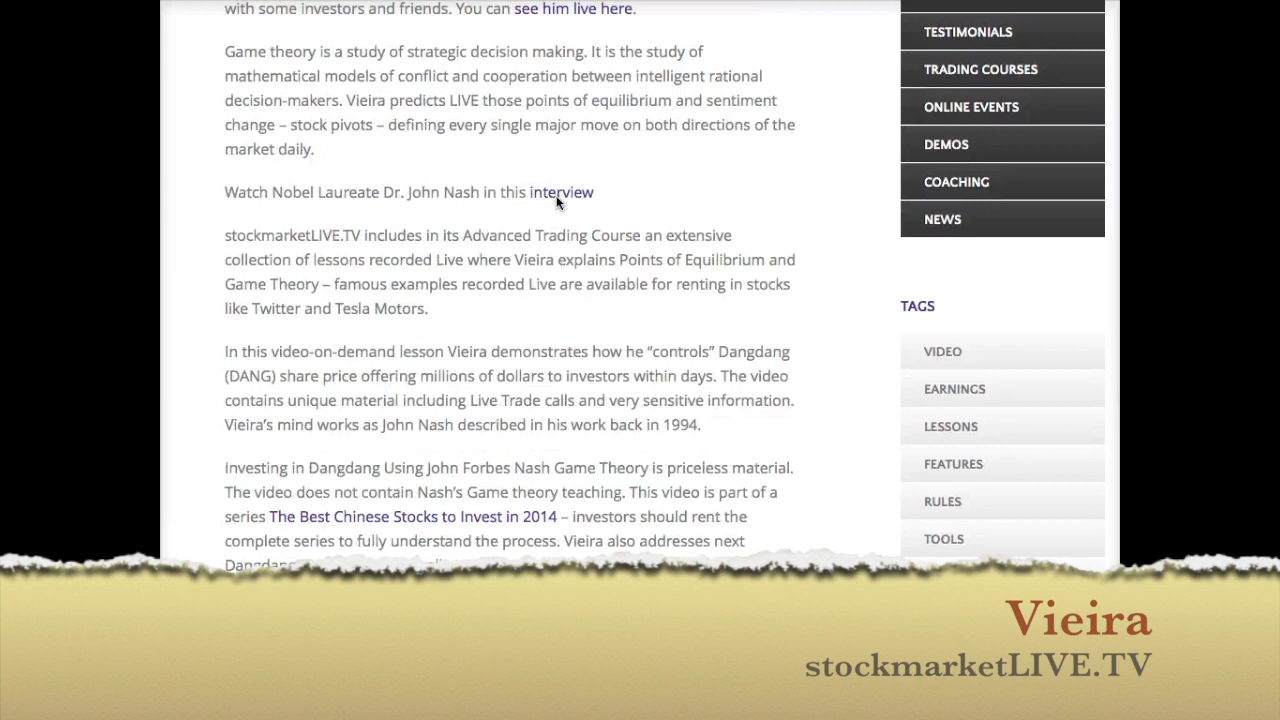 with some investors and friends. You can see him live here.
Game theory is a study of strategic decision making. It is the study of
mathematical models of conflict and cooperation between intelligent rational
decision-makers. Vieira predicts LIVE those points of equilibrium and sentiment
change – stock pivots – defining every single major move on both directions of the
market daily.
Watch Nobel Laureate Dr. John Nash in this interview
stockmarketLIVE.TV includes in its Advanced Trading Course an extensive
collection of lessons recorded Live where Vieira explains Points of Equilibrium and
Game Theory – famous examples recorded Live are available for renting in stocks
like Twitter and Tesla Motors.
In this video-on-demand lesson Vieira demonstrates how he “controls” Dangdang
(DANG) share price offering millions of dollars to investors within days. The video
contains unique material including Live Trade calls and very sensitive information.
Vieira’s mind works as John Nash described in his work back in 1994.
Investing in Dangdang Using John Forbes Nash Game Theory is priceless material.
The video does not contain Nash’s Game theory teaching. This video is part of a
series The Best Chinese Stocks to Invest in 2014 – investors should rent the
complete series to fully understand the process. Vieira also addresses next
Dangdang
TESTIMONIALS
TRADING COURSES
ONLINE EVENTS
DEMOS
COACHING
NEWS
TAGS
VIDEO
EARNINGS
LESSONS
FEATURES
RULES
TOOLS
Vieira
stockmarketLIVE.TV